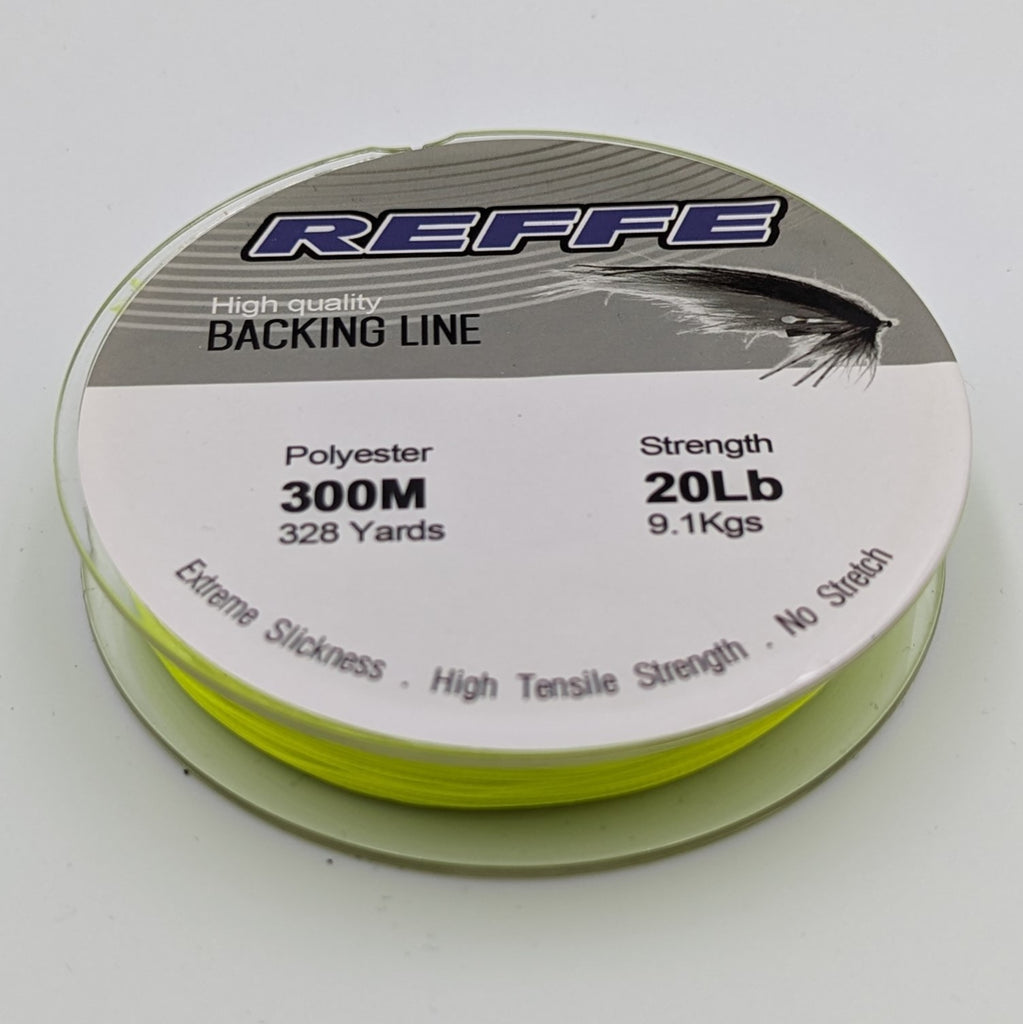 REFFE
High quality
BACKING LINE
Polyester
300M
328 Yards
Strength
20Lb
9.1Kgs
Extreme Slickness . High Tensile Strength . No Stretch